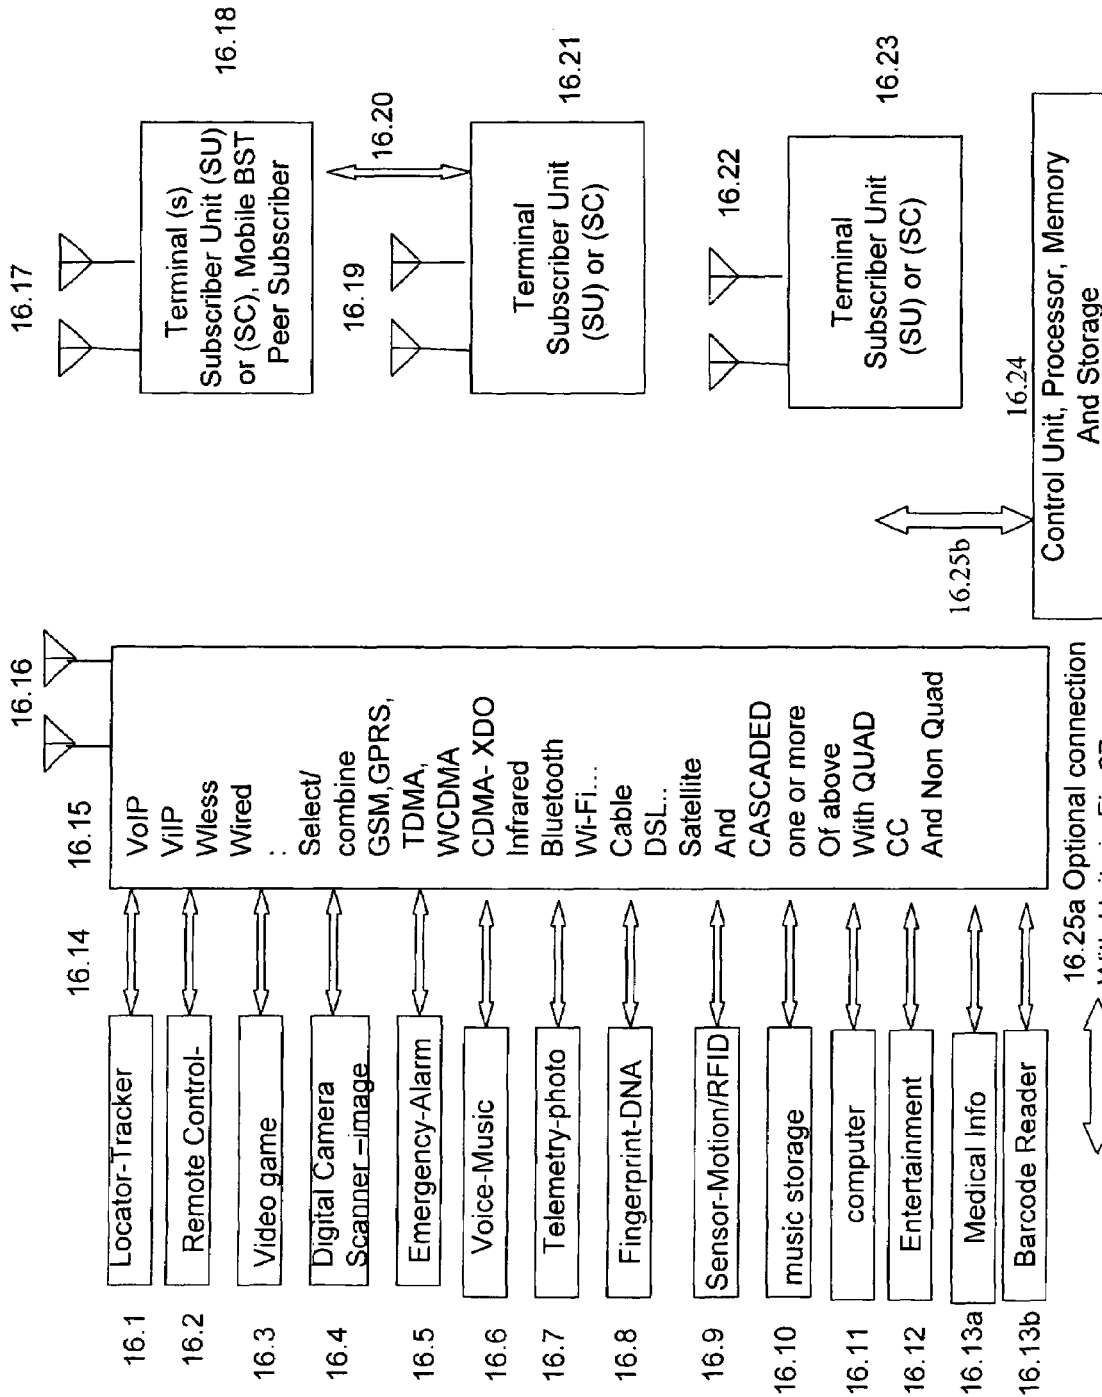 16.1
Locator-Tracker
16.2
Remote Control-
16.3
Video game
16.4
Digital Camera
Scanner –image
16.5
Emergency-Alarm
16.6
Voice-Music
16.7
Telemetry-photo
16.8
Fingerprint-DNA
16.9
Sensor-Motion/RFID
16.10
music storage
16.11
computer
16.12
Entertainment
16.13a
Medical Info
16.13b
Barcode Reader
16.14
16.15
16.16
VoIP
ViIP
Wless
Wired
:
Select/
combine
GSM,GPRS,
TDMA,
WCDMA
CDMA- XDO
Infrared
Bluetooth
Wi-Fi...
Cable
DSL..
Satellite
And
CASCADED
one or more
Of above
With QUAD
CC
And Non Quad
16.25a Optional connection
16.17
16.18
Terminal (s)
Subscriber Unit (SU)
or (SC), Mobile BST
Peer Subscriber
16.19
16.20
16.21
Terminal
Subscriber Unit
(SU) or (SC)
16.22
16.23
Terminal
Subscriber Unit
(SU) or (SC)
16.24
16.25b
Control Unit, Processor, Memory
And Storage